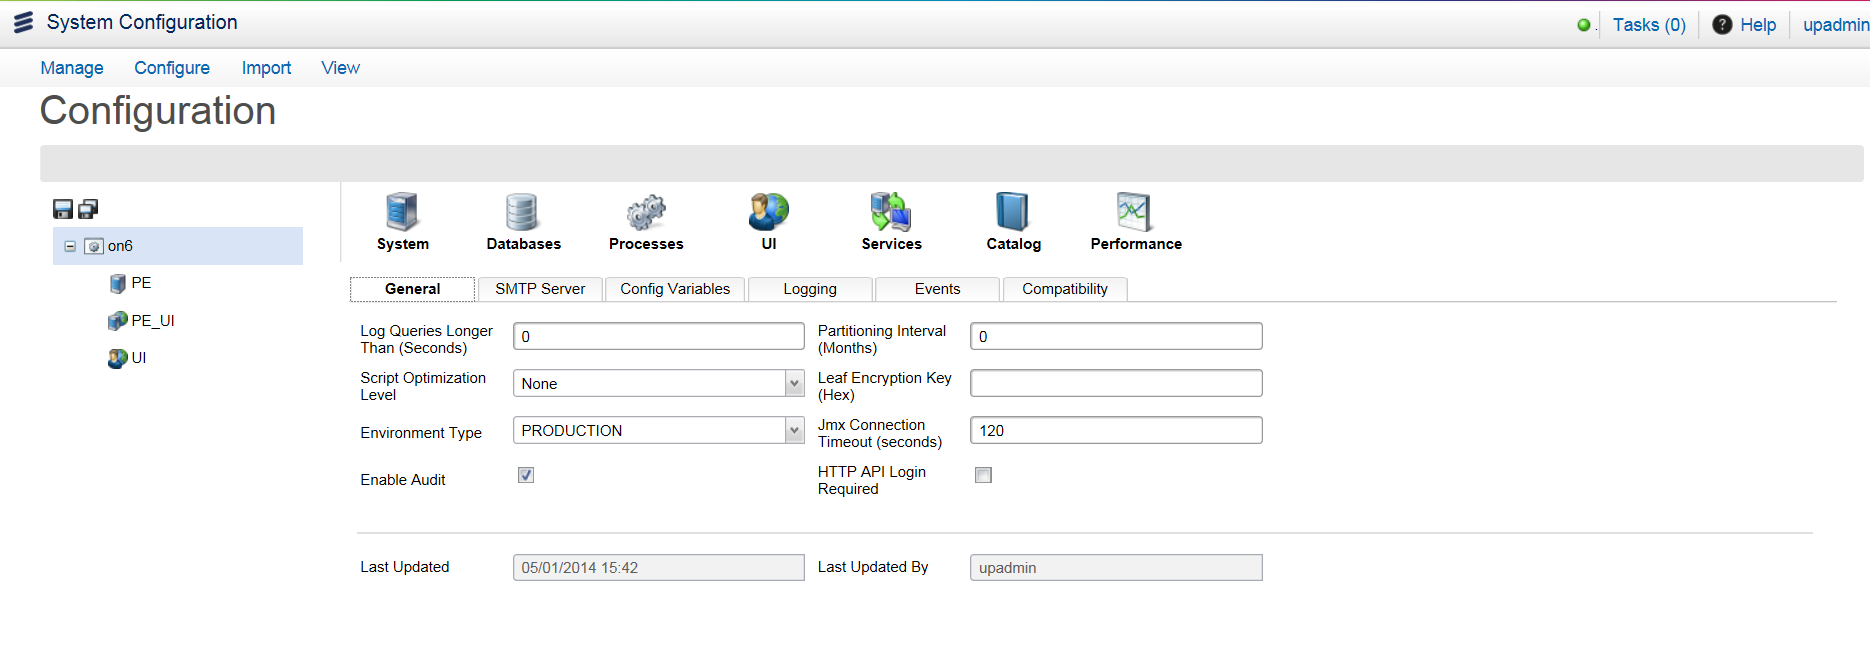 System Configuration
. Tasks (0) ? Help upadmin
Manage Configure Import View
Configuration
System Databases Processes UI Services Catalog Performance
on6
PE
PE_UI
UI
General SMTP Server Config Variables Logging Events Compatibility
Log Queries Longer
Than (Seconds)
0
Partitioning Interval
(Months)
0
Script Optimization
Level
None
Leaf Encryption Key
(Hex)
Environment Type
PRODUCTION
Jmx Connection
Timeout (seconds)
120
Enable Audit
HTTP API Login
Required
Last Updated
05/01/2014 15:42
Last Updated By
upadmin